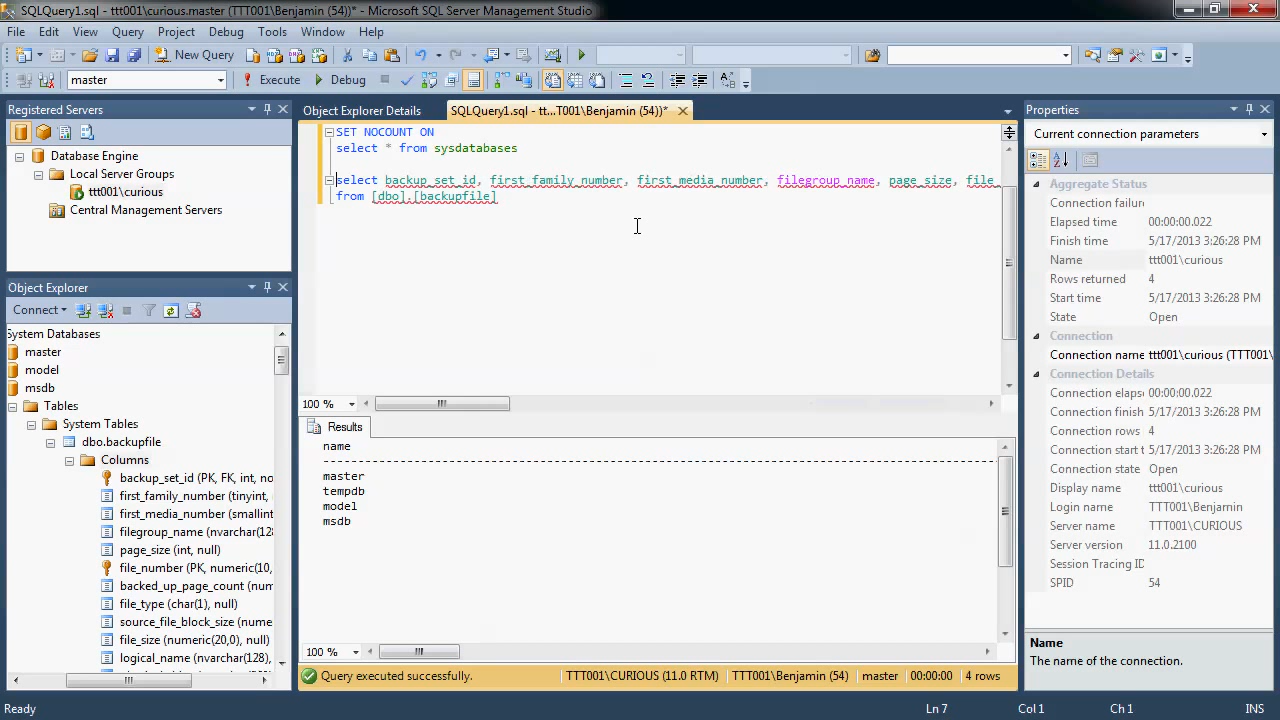 SQLQuery1.sql - ttt001\curious.master (TTT001\Benjamin (54))* - Microsoft SQL Server Management Studio
File Edit View Query Project Debug Tools Window Help
New Query
master Execute Debug
Registered Servers
Database Engine
Local Server Groups
ttt001\curious
Central Management Servers
Object Explorer
Connect
System Databases
master
model
msdb
Tables
System Tables
dbo.backupfile
Columns
backup_set_id (PK, FK, int, no
first_family_number (tinyint,
first_media_number (smallint
filegroup_name (nvarchar(128
page_size (int, null)
file_number (PK, numeric(10,
backed_up_page_count (num
file_type (char(1), null)
source_file_block_size (num
file_size (numeric(20,0), null)
logical_name (nvarchar(128),
Object Explorer Details SQLQuery1.sql - tt...T001\Benjamin (54))*
SET NOCOUNT ON
select * from sysdatabases
select backup_set_id, first_family_number, first_media_number, filegroup_name, page_size, file_
from [dbo].[backupfile]
100 %
Results
name
master
tempdb
model
msdb
100 %
Query executed successfully. TTT001\CURIOUS (11.0 RTM) TTT001\Benjamin (54) master 00:00:00 4 rows
Properties
Current connection parameters
Aggregate Status
Connection failure
Elapsed time 00:00:00.022
Finish time 5/17/2013 3:26:28 PM
Name ttt001\curious
Rows returned 4
Start time 5/17/2013 3:26:28 PM
State Open
Connection
Connection name ttt001\curious (TTT001\
Connection Details
Connection elaps 00:00:00.022
Connection finish 5/17/2013 3:26:28 PM
Connection rows 4
Connection start t 5/17/2013 3:26:28 PM
Connection state Open
Display name ttt001\curious
Login name TTT001\Benjamin
Server name TTT001\CURIOUS
Server version 11.0.2100
Session Tracing ID
SPID 54
Name
The name of the connection.
Ready Ln 7 Col 1 Ch 1 INS